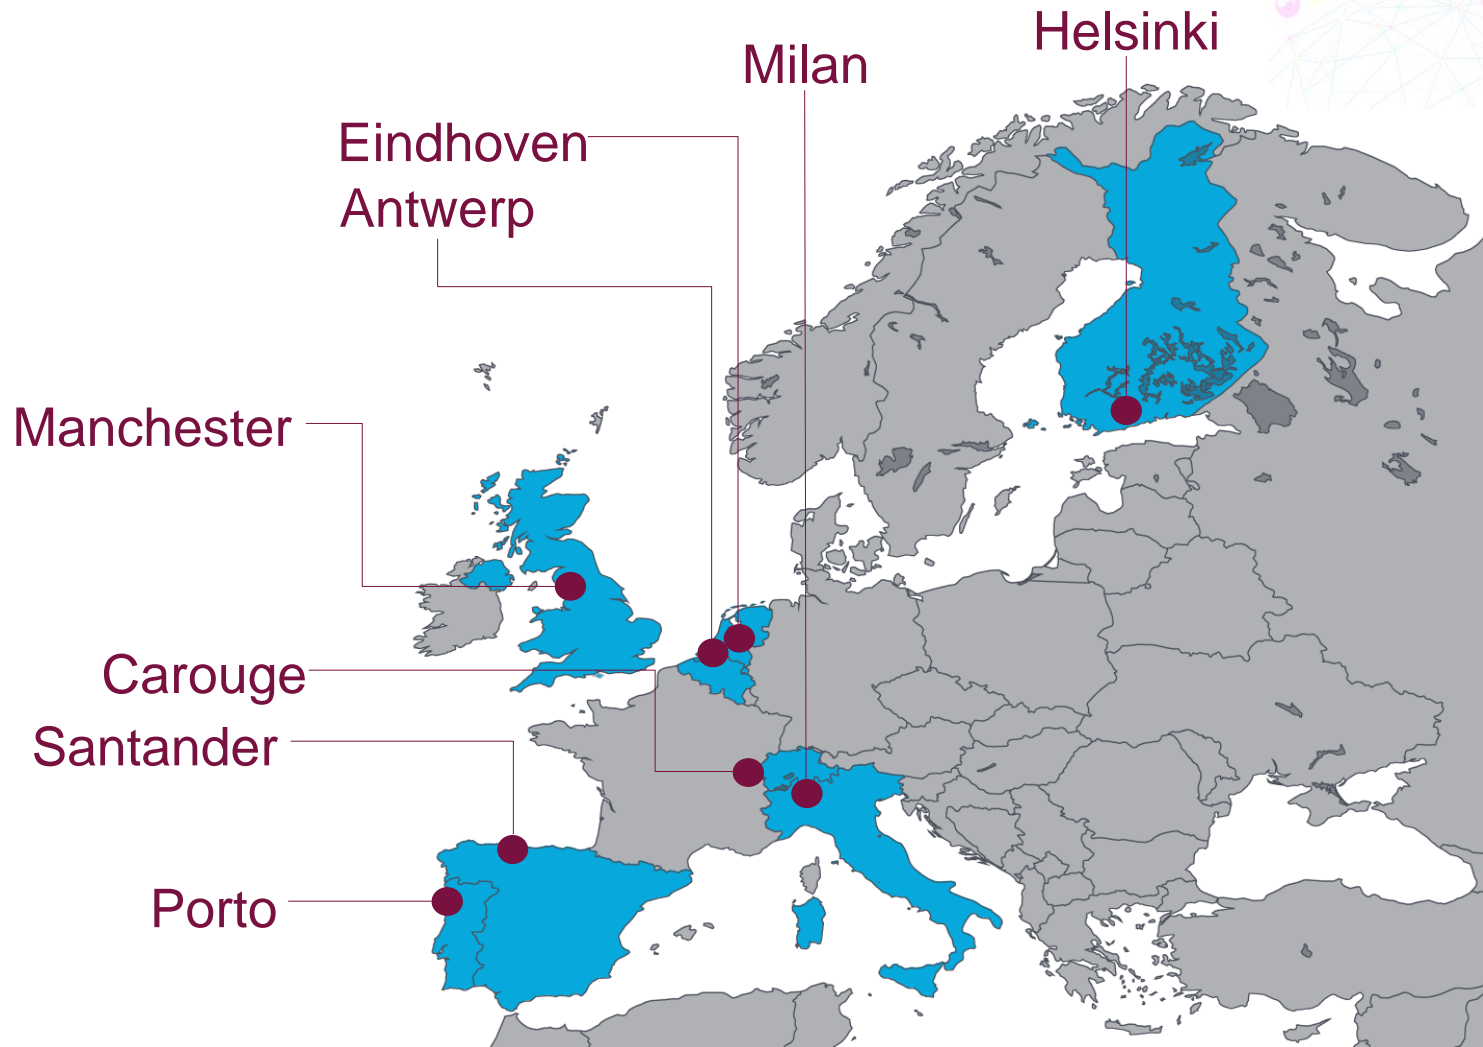 Helsinki
Milan
Eindhoven
Antwerp
Manchester
Carouge
Santander
Porto